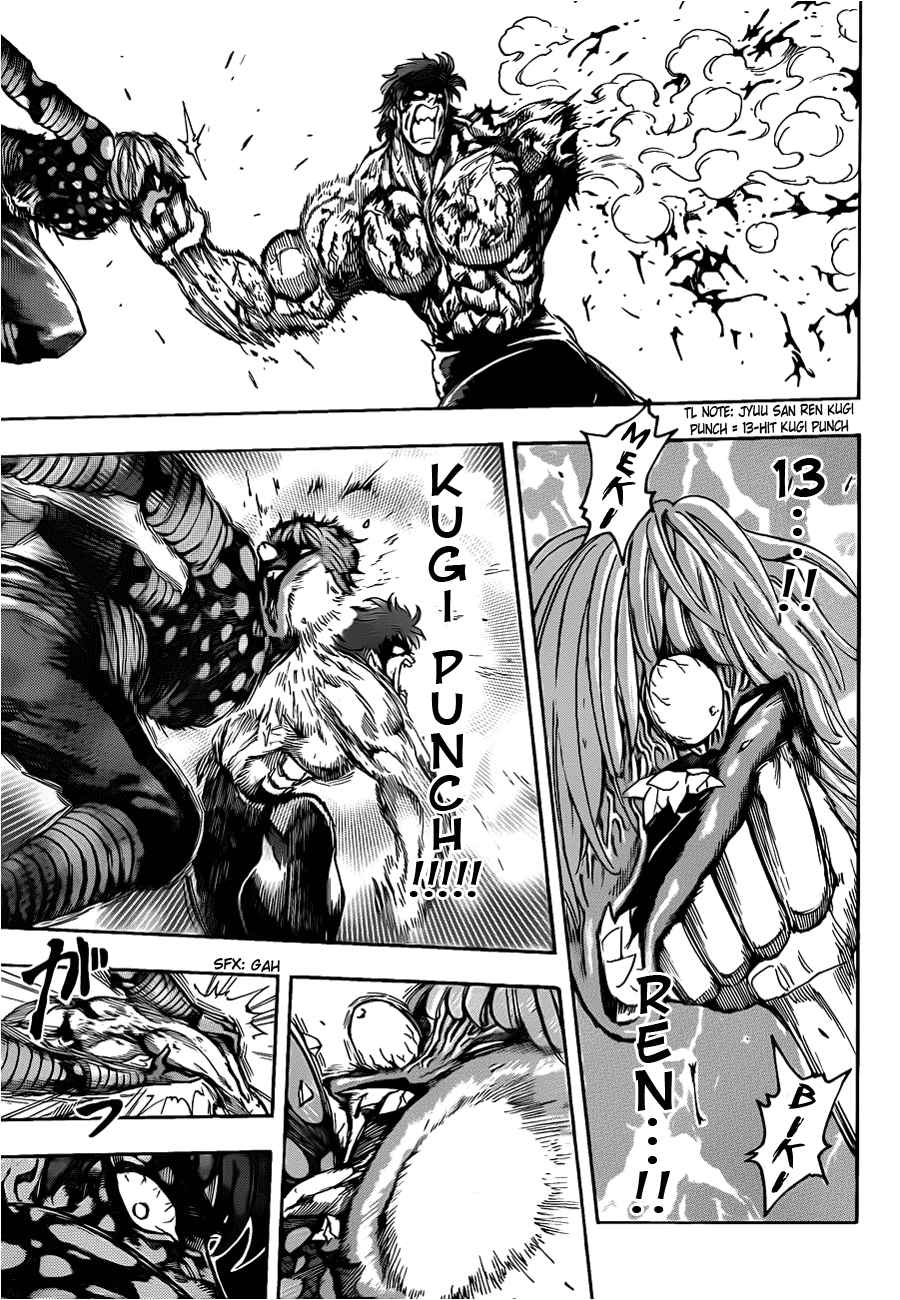 TL NOTE: JYUU SAN REN KUGI
PUNCH = 13-HIT KUGI PUNCH
13...!!
MEKI
REN...!!
BIKI
KUGI PUNCH!!!!!
SFX: GAH
ガッ